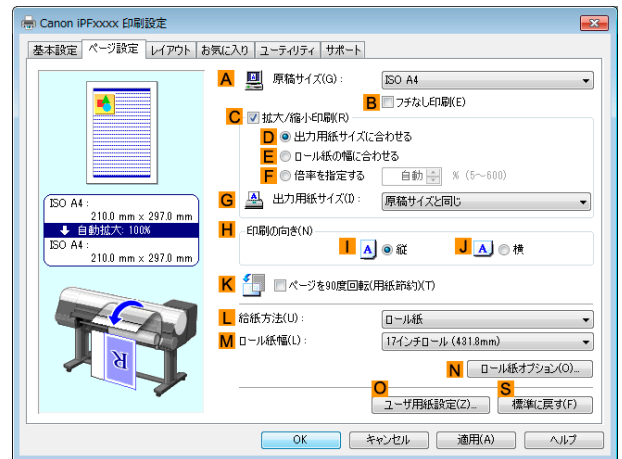 Canon iPFxxxx 印刷設定
基本設定 ページ設定 レイアウト お気に入り ユーティリティ サポート
A 原稿サイズ(G): ISO A4
B フチなし印刷(E)
C 拡大/縮小印刷(R)
D 出力用紙サイズに合わせる
E ロール紙の幅に合わせる
F 倍率を指定する 自動 % (5~600)
G 出力用紙サイズ(I): 原稿サイズと同じ
ISO A4 :
210.0 mm x 297.0 mm
自動拡大: 100%
ISO A4 :
210.0 mm x 297.0 mm
H 印刷の向き(N)
I A 縦 J A 横
K ページを90度回転(用紙節約)(T)
L 給紙方法(U): ロール紙
M ロール紙幅(L): 17インチロール (431.8mm)
R
N ロール紙オプション(O)...
O S
ユーザ用紙設定(Z)... 標準に戻す(F)
OK キャンセル 適用(A) ヘルプ